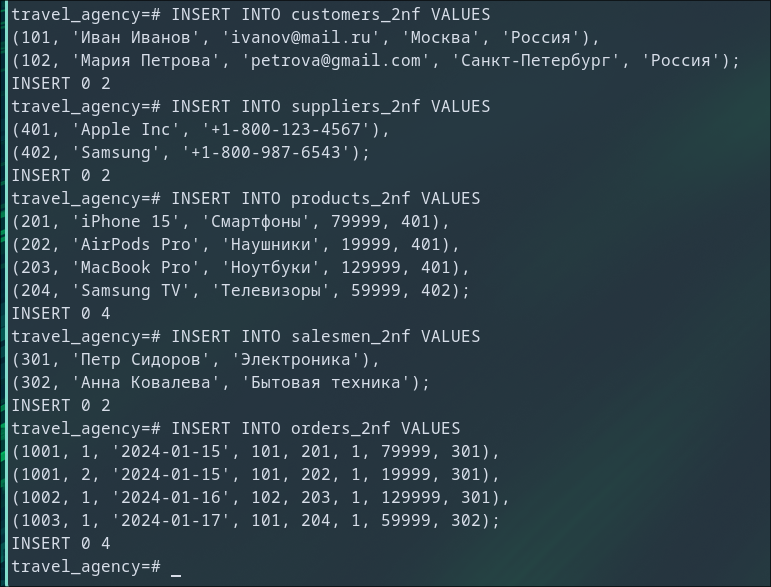 travel_agency=# INSERT INTO customers_2nf VALUES
(101, 'Иван Иванов', 'ivanov@mail.ru', 'Москва', 'Россия'),
(102, 'Мария Петрова', 'petrova@gmail.com', 'Санкт-Петербург', 'Россия');
INSERT 0 2
travel_agency=# INSERT INTO suppliers_2nf VALUES
(401, 'Apple Inc', '+1-800-123-4567'),
(402, 'Samsung', '+1-800-987-6543');
INSERT 0 2
travel_agency=# INSERT INTO products_2nf VALUES
(201, 'iPhone 15', 'Смартфоны', 79999, 401),
(202, 'AirPods Pro', 'Наушники', 19999, 401),
(203, 'MacBook Pro', 'Ноутбуки', 129999, 401),
(204, 'Samsung TV', 'Телевизоры', 59999, 402);
INSERT 0 4
travel_agency=# INSERT INTO salesmen_2nf VALUES
(301, 'Петр Сидоров', 'Электроника'),
(302, 'Анна Ковалева', 'Бытовая техника');
INSERT 0 2
travel_agency=# INSERT INTO orders_2nf VALUES
(1001, 1, '2024-01-15', 101, 201, 1, 79999, 301),
(1001, 2, '2024-01-15', 101, 202, 1, 19999, 301),
(1002, 1, '2024-01-16', 102, 203, 1, 129999, 301),
(1003, 1, '2024-01-17', 101, 204, 1, 59999, 302);
INSERT 0 4
travel_agency=# _